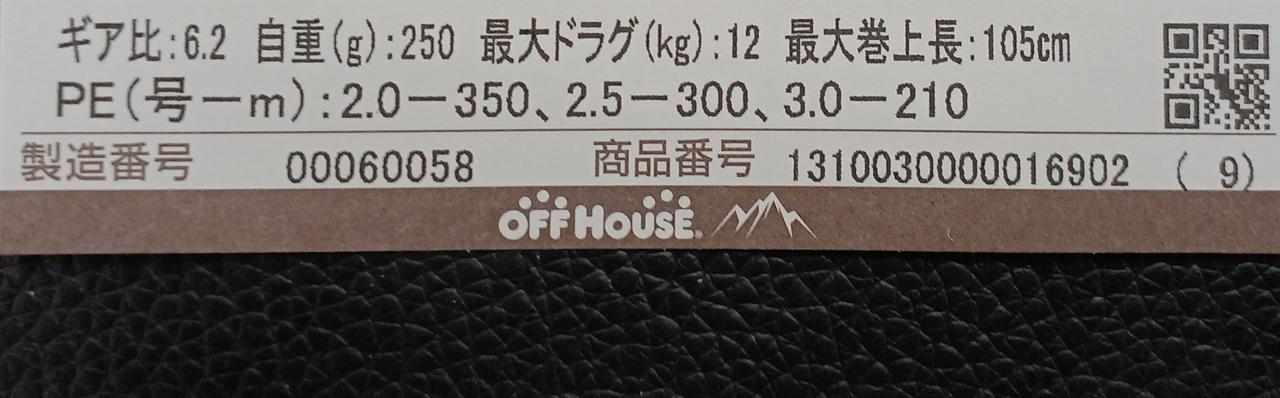 ギア比:6.2 自重(g):250 最大ドラグ(kg):12 最大巻上長:105cm
PE(号ーm):2.0ー350、2.5ー300、3.0ー210
製造番号 00060058 商品番号 1310030000016902 ( 9)
OFF HOUSE